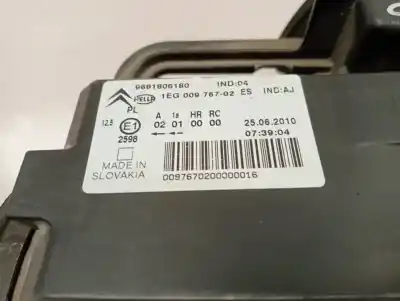 9681806180 IND:04
HELLA 1EG 009 767-02 ES IND:AJ
PL
A 1a HR RC
12.5 E1 02 01 00 00 25.06.2010
2598 07:39:04
MADE IN
SLOVAKIA
0097670200000016